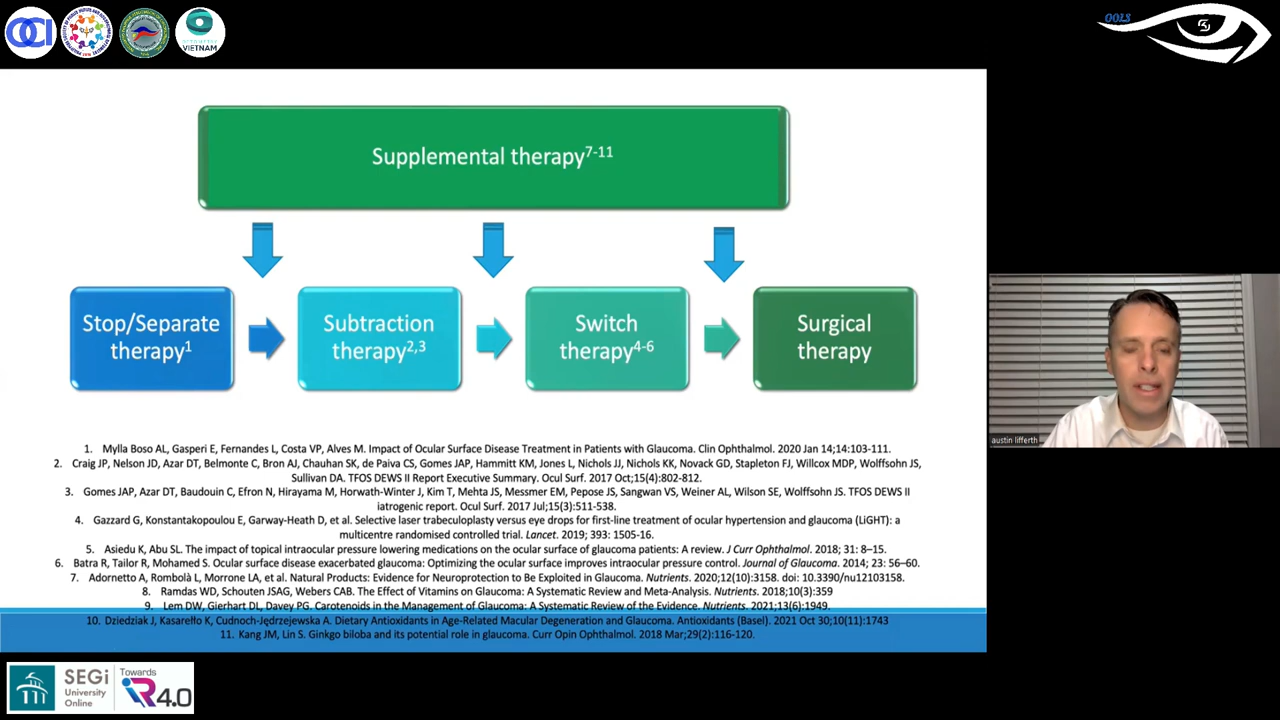 OCI
VIETNAM
OOLS
Supplemental therapy7-11
Stop/Separate
therapy1
Subtraction
therapy2,3
Switch
therapy4-6
Surgical
therapy
austin lifferth
1. Mylla Boso AL, Gasperi E, Fernandes L, Costa VP, Alves M. Impact of Ocular Surface Disease Treatment in Patients with Glaucoma. Clin Ophthalmol. 2020 Jan 14;14:103-111.
2. Craig JP, Nelson JD, Azar DT, Belmonte C, Bron AJ, Chauhan SK, de Paiva CS, Gomes JAP, Hammitt KM, Jones L, Nichols JJ, Nichols KK, Novack GD, Stapleton FJ, Willcox MDP, Wolffsohn JS,
Sullivan DA. TFOS DEWS II Report Executive Summary. Ocul Surf. 2017 Oct;15(4):802-812.
3. Gomes JAP, Azar DT, Baudouin C, Efron N, Hirayama M, Horwath-Winter J, Kim T, Mehta JS, Messmer EM, Pepose JS, Sangwan VS, Weiner AL, Wilson SE, Wolffsohn JS. TFOS DEWS II
iatrogenic report. Ocul Surf. 2017 Jul;15(3):511-538.
4. Gazzard G, Konstantakopoulou E, Garway-Heath D, et al. Selective laser trabeculoplasty versus eye drops for first-line treatment of ocular hypertension and glaucoma (LiGHT): a
multicentre randomised controlled trial. Lancet. 2019; 393: 1505-16.
5. Asiedu K, Abu SL. The impact of topical intraocular pressure lowering medications on the ocular surface of glaucoma patients: A review. J Curr Ophthalmol. 2018; 31: 8–15.
6. Batra R, Tailor R, Mohamed S. Ocular surface disease exacerbated glaucoma: Optimizing the ocular surface improves intraocular pressure control. Journal of Glaucoma. 2014; 23: 56–60.
7. Adornetto A, Rombolà L, Morrone LA, et al. Natural Products: Evidence for Neuroprotection to Be Exploited in Glaucoma. Nutrients. 2020;12(10):3158. doi: 10.3390/nu12103158.
8. Ramdas WD, Schouten JSAG, Webers CAB. The Effect of Vitamins on Glaucoma: A Systematic Review and Meta-Analysis. Nutrients. 2018;10(3):359
9. Lem DW, Gierhart DL, Davey PG. Carotenoids in the Management of Glaucoma: A Systematic Review of the Evidence. Nutrients. 2021;13(6):1949.
10. Dziedziak J, Kasarełło K, Cudnoch-Jędrzejewska A. Dietary Antioxidants in Age-Related Macular Degeneration and Glaucoma. Antioxidants (Basel). 2021 Oct 30;10(11):1743
11. Kang JM, Lin S. Ginkgo biloba and its potential role in glaucoma. Curr Opin Ophthalmol. 2018 Mar;29(2):116-120.
SEGi
University
Online
Towards
iR4.0